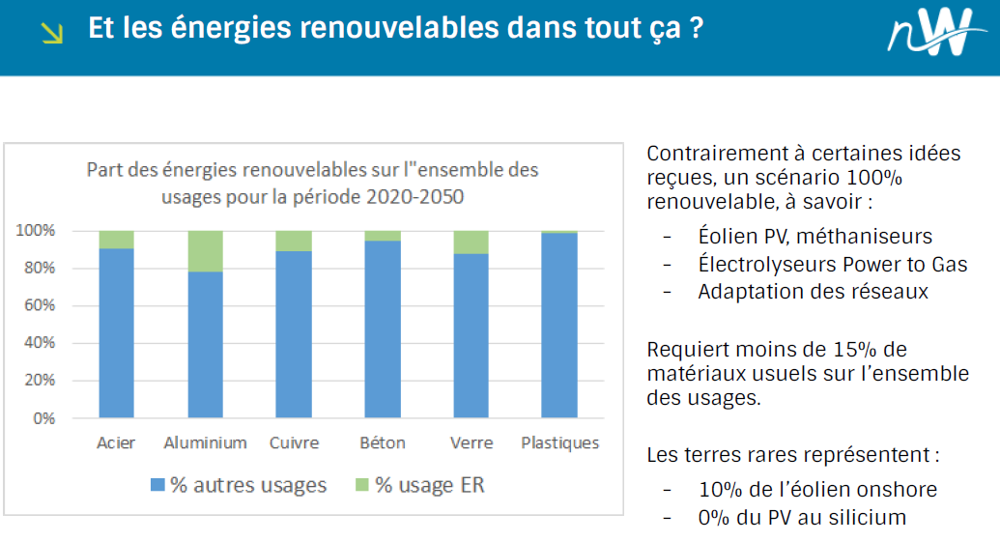 Et les énergies renouvelables dans tout ça ?
nW
Part des énergies renouvelables sur l"ensemble des
usages pour la période 2020-2050
100%
80%
60%
40%
20%
0%
Acier Aluminium Cuivre Béton Verre Plastiques
% autres usages % usage ER
Contrairement à certaines idées
reçues, un scénario 100%
renouvelable, à savoir :
- Éolien PV, méthaniseurs
- Électrolyseurs Power to Gas
- Adaptation des réseaux
Requiert moins de 15% de
matériaux usuels sur l’ensemble
des usages.
Les terres rares représentent :
- 10% de l’éolien onshore
- 0% du PV au silicium